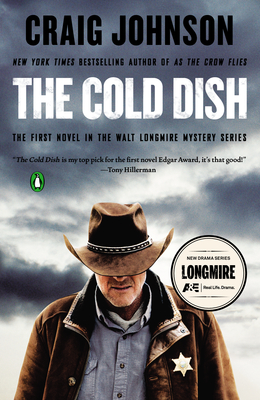 CRAIG JOHNSON
NEW YORK TIMES BESTSELLING AUTHOR OF AS THE CROW FLIES
THE COLD DISH
THE FIRST NOVEL IN THE WALT LONGMIRE MYSTERY SERIES
"The Cold Dish is my top pick for the first novel Edgar Award, it's that good!"
—Tony Hillerman
NEW DRAMA SERIES
LONGMIRE
A&E Real Life. Drama.